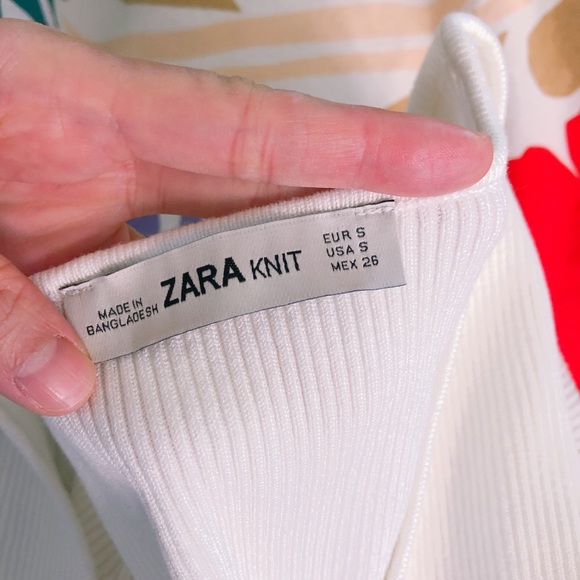 MADE IN
BANGLADESH
ZARA KNIT
EUR S
USA S
MEX 26